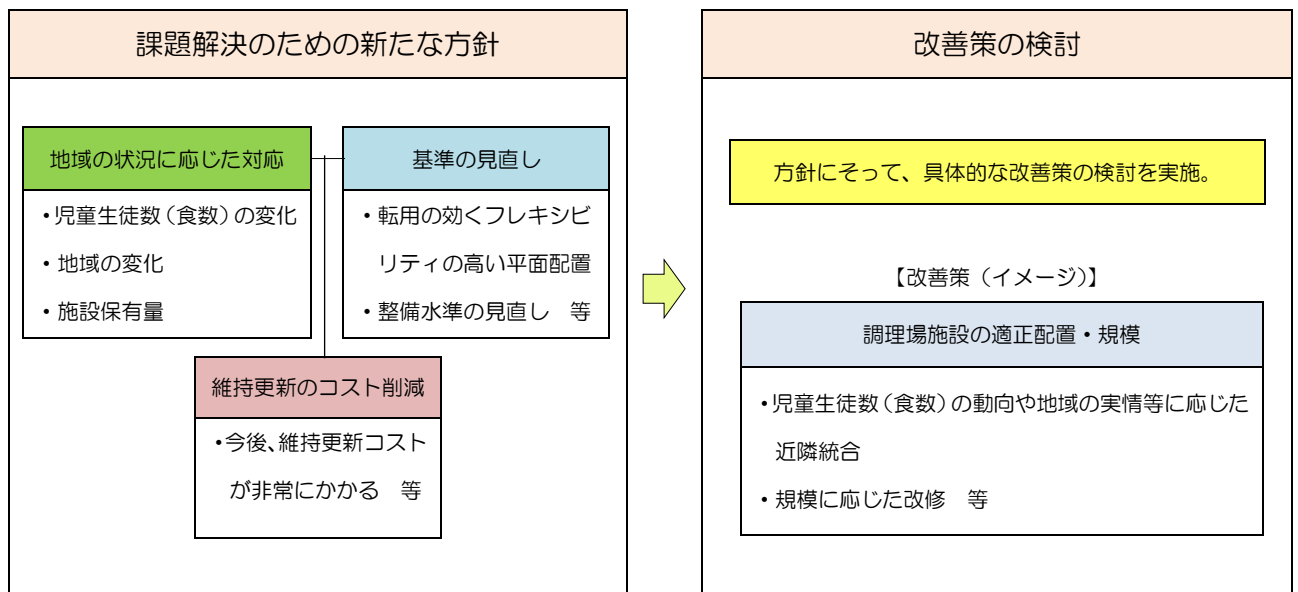 課題解決のための新たな方針
地域の状況に応じた対応
・児童生徒数（食数）の変化
・地域の変化
・施設保有量
基準の見直し
・転用の効くフレキシビ
リティの高い平面配置
・整備水準の見直し　等
維持更新のコスト削減
・今後、維持更新コスト
が非常にかかる　等
改善策の検討
方針にそって、具体的な改善策の検討を実施。
【改善策（イメージ）】
調理場施設の適正配置・規模
・児童生徒数（食数）の動向や地域の実情等に応じた
近隣統合
・規模に応じた改修　等